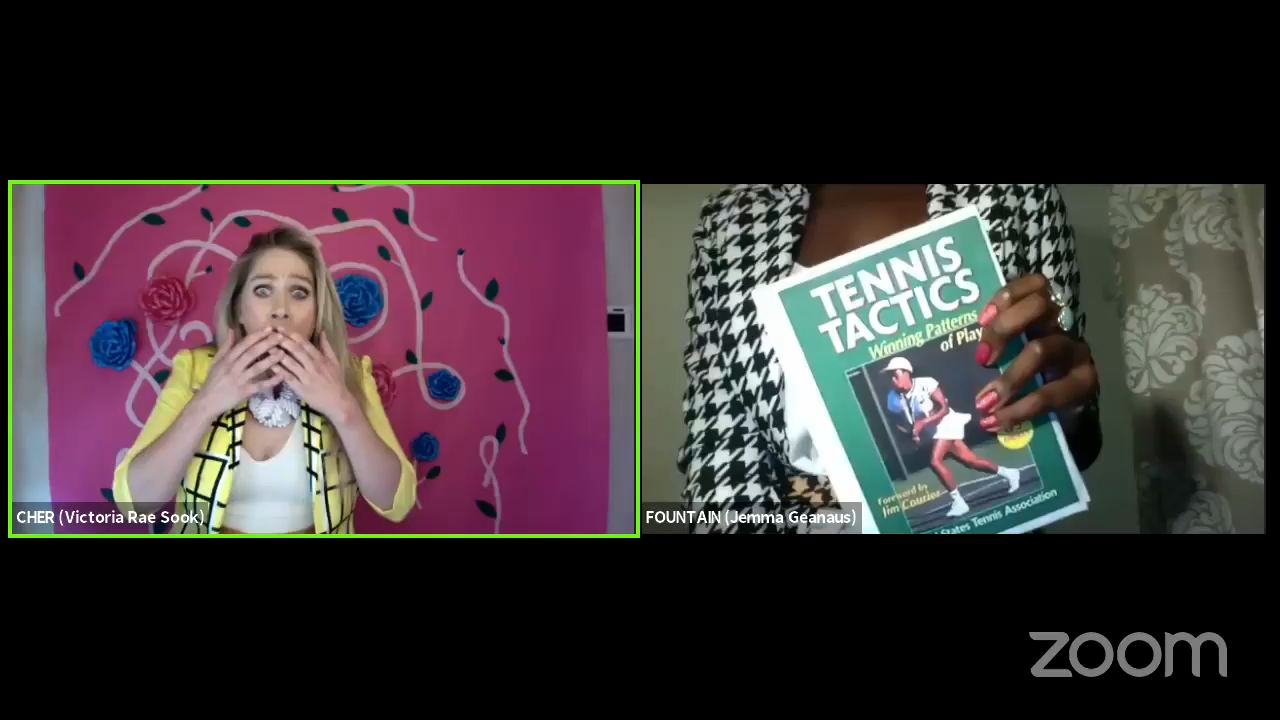 TENNIS
TACTICS
Winning Patterns
of Play
Foreword by
Jim Courier
States Tennis Association
CHER (Victoria Rae Sook)
FOUNTAIN (Jemma Geanaus)
zoom